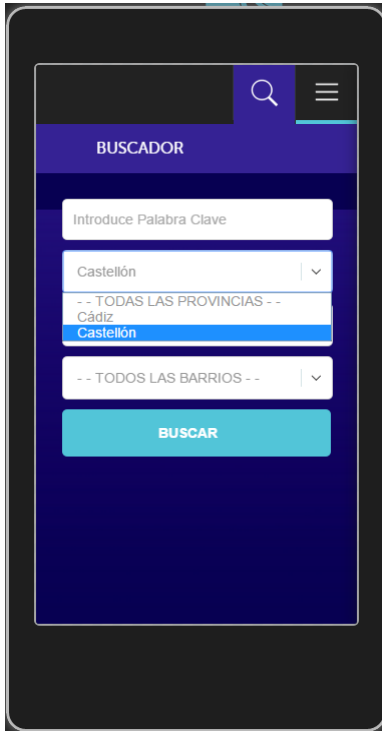 BUSCADOR
Introduce Palabra Clave
Castellón
- - TODAS LAS PROVINCIAS - -
Cádiz
Castellón
- - TODOS LAS BARRIOS - -
BUSCAR